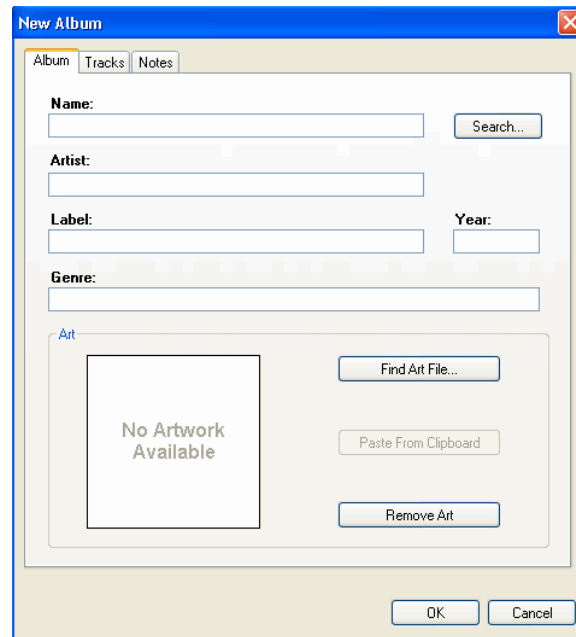 New Album
Album Tracks Notes
Name:
Search...
Artist:
Label: Year:
Genre:
Art
Find Art File...
No Artwork
Available
Paste From Clipboard
Remove Art
OK Cancel